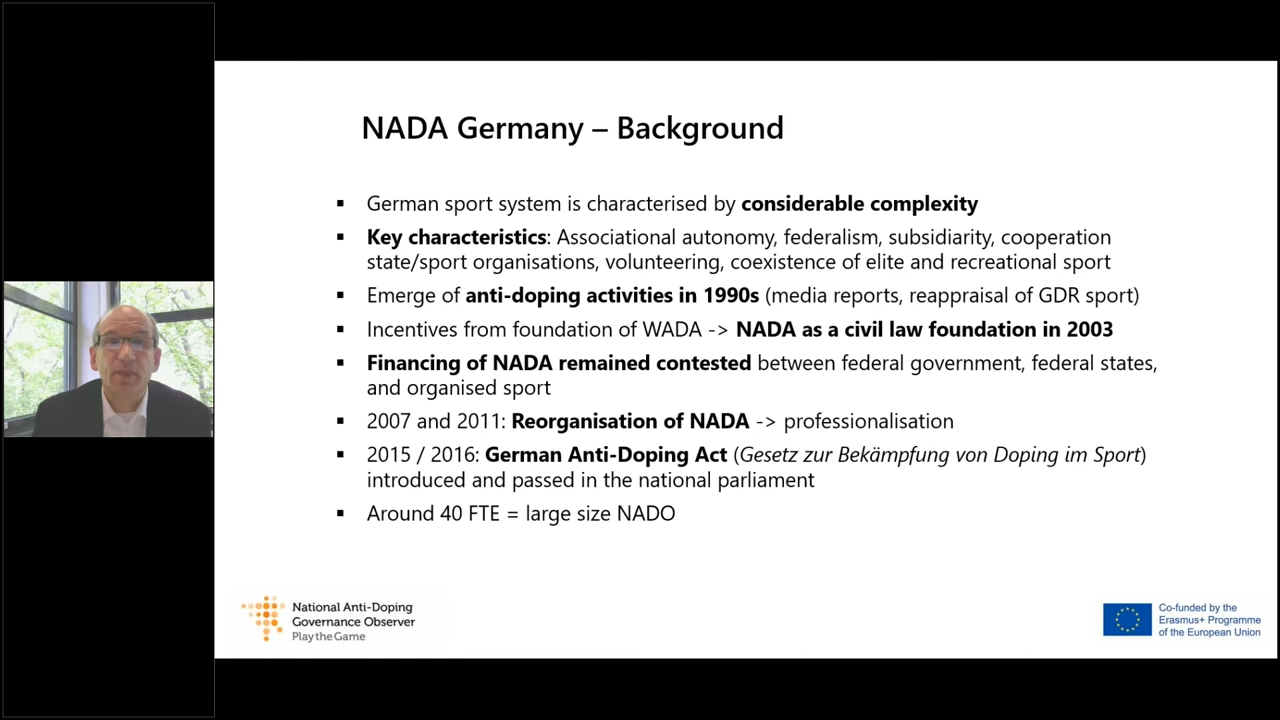 NADA Germany – Background
▪ German sport system is characterised by considerable complexity
▪ Key characteristics: Associational autonomy, federalism, subsidiarity, cooperation
state/sport organisations, volunteering, coexistence of elite and recreational sport
▪ Emerge of anti-doping activities in 1990s (media reports, reappraisal of GDR sport)
▪ Incentives from foundation of WADA -> NADA as a civil law foundation in 2003
▪ Financing of NADA remained contested between federal government, federal states,
and organised sport
▪ 2007 and 2011: Reorganisation of NADA -> professionalisation
▪ 2015 / 2016: German Anti-Doping Act (Gesetz zur Bekämpfung von Doping im Sport)
introduced and passed in the national parliament
▪ Around 40 FTE = large size NADO
National Anti-Doping
Governance Observer
Play the Game
Co-funded by the
Erasmus+ Programme
of the European Union